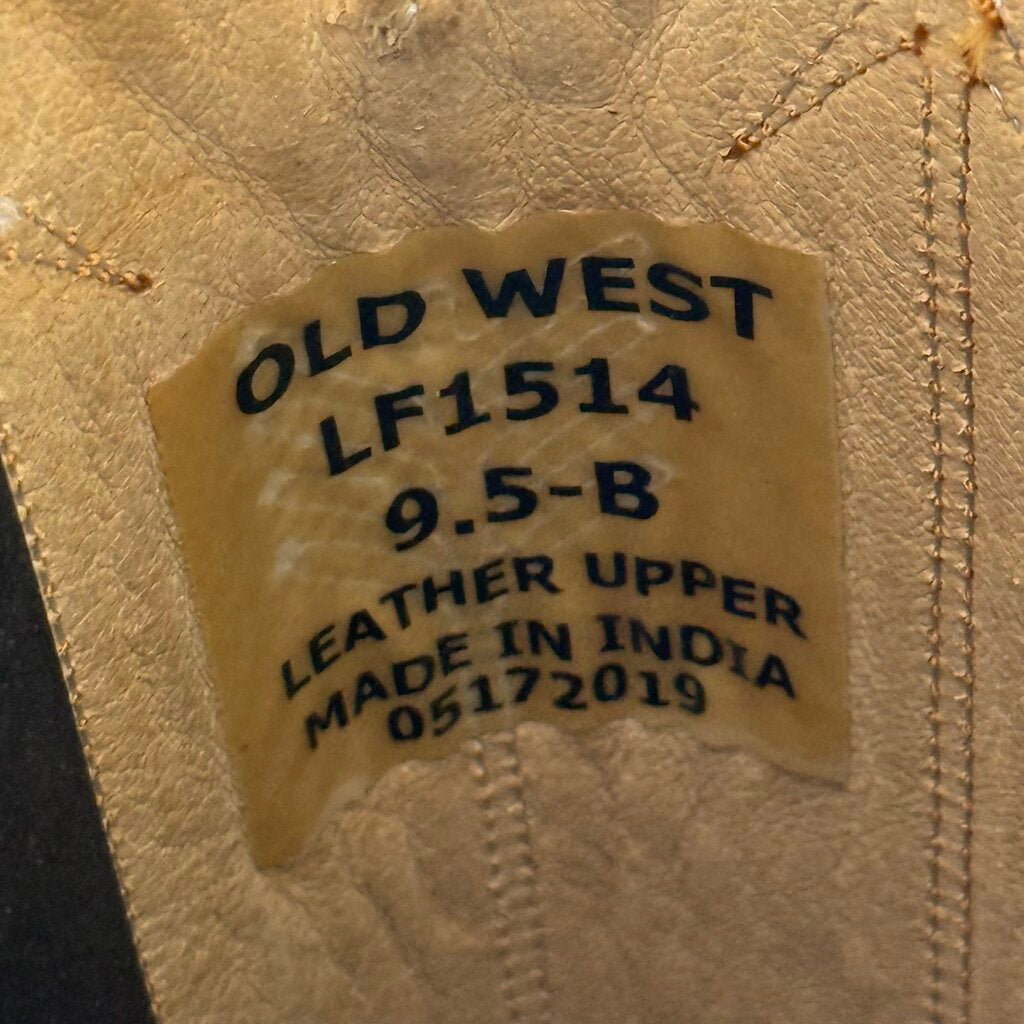 OLD WEST
LF1514
9.5-B
LEATHER UPPER
MADE IN INDIA
05172019